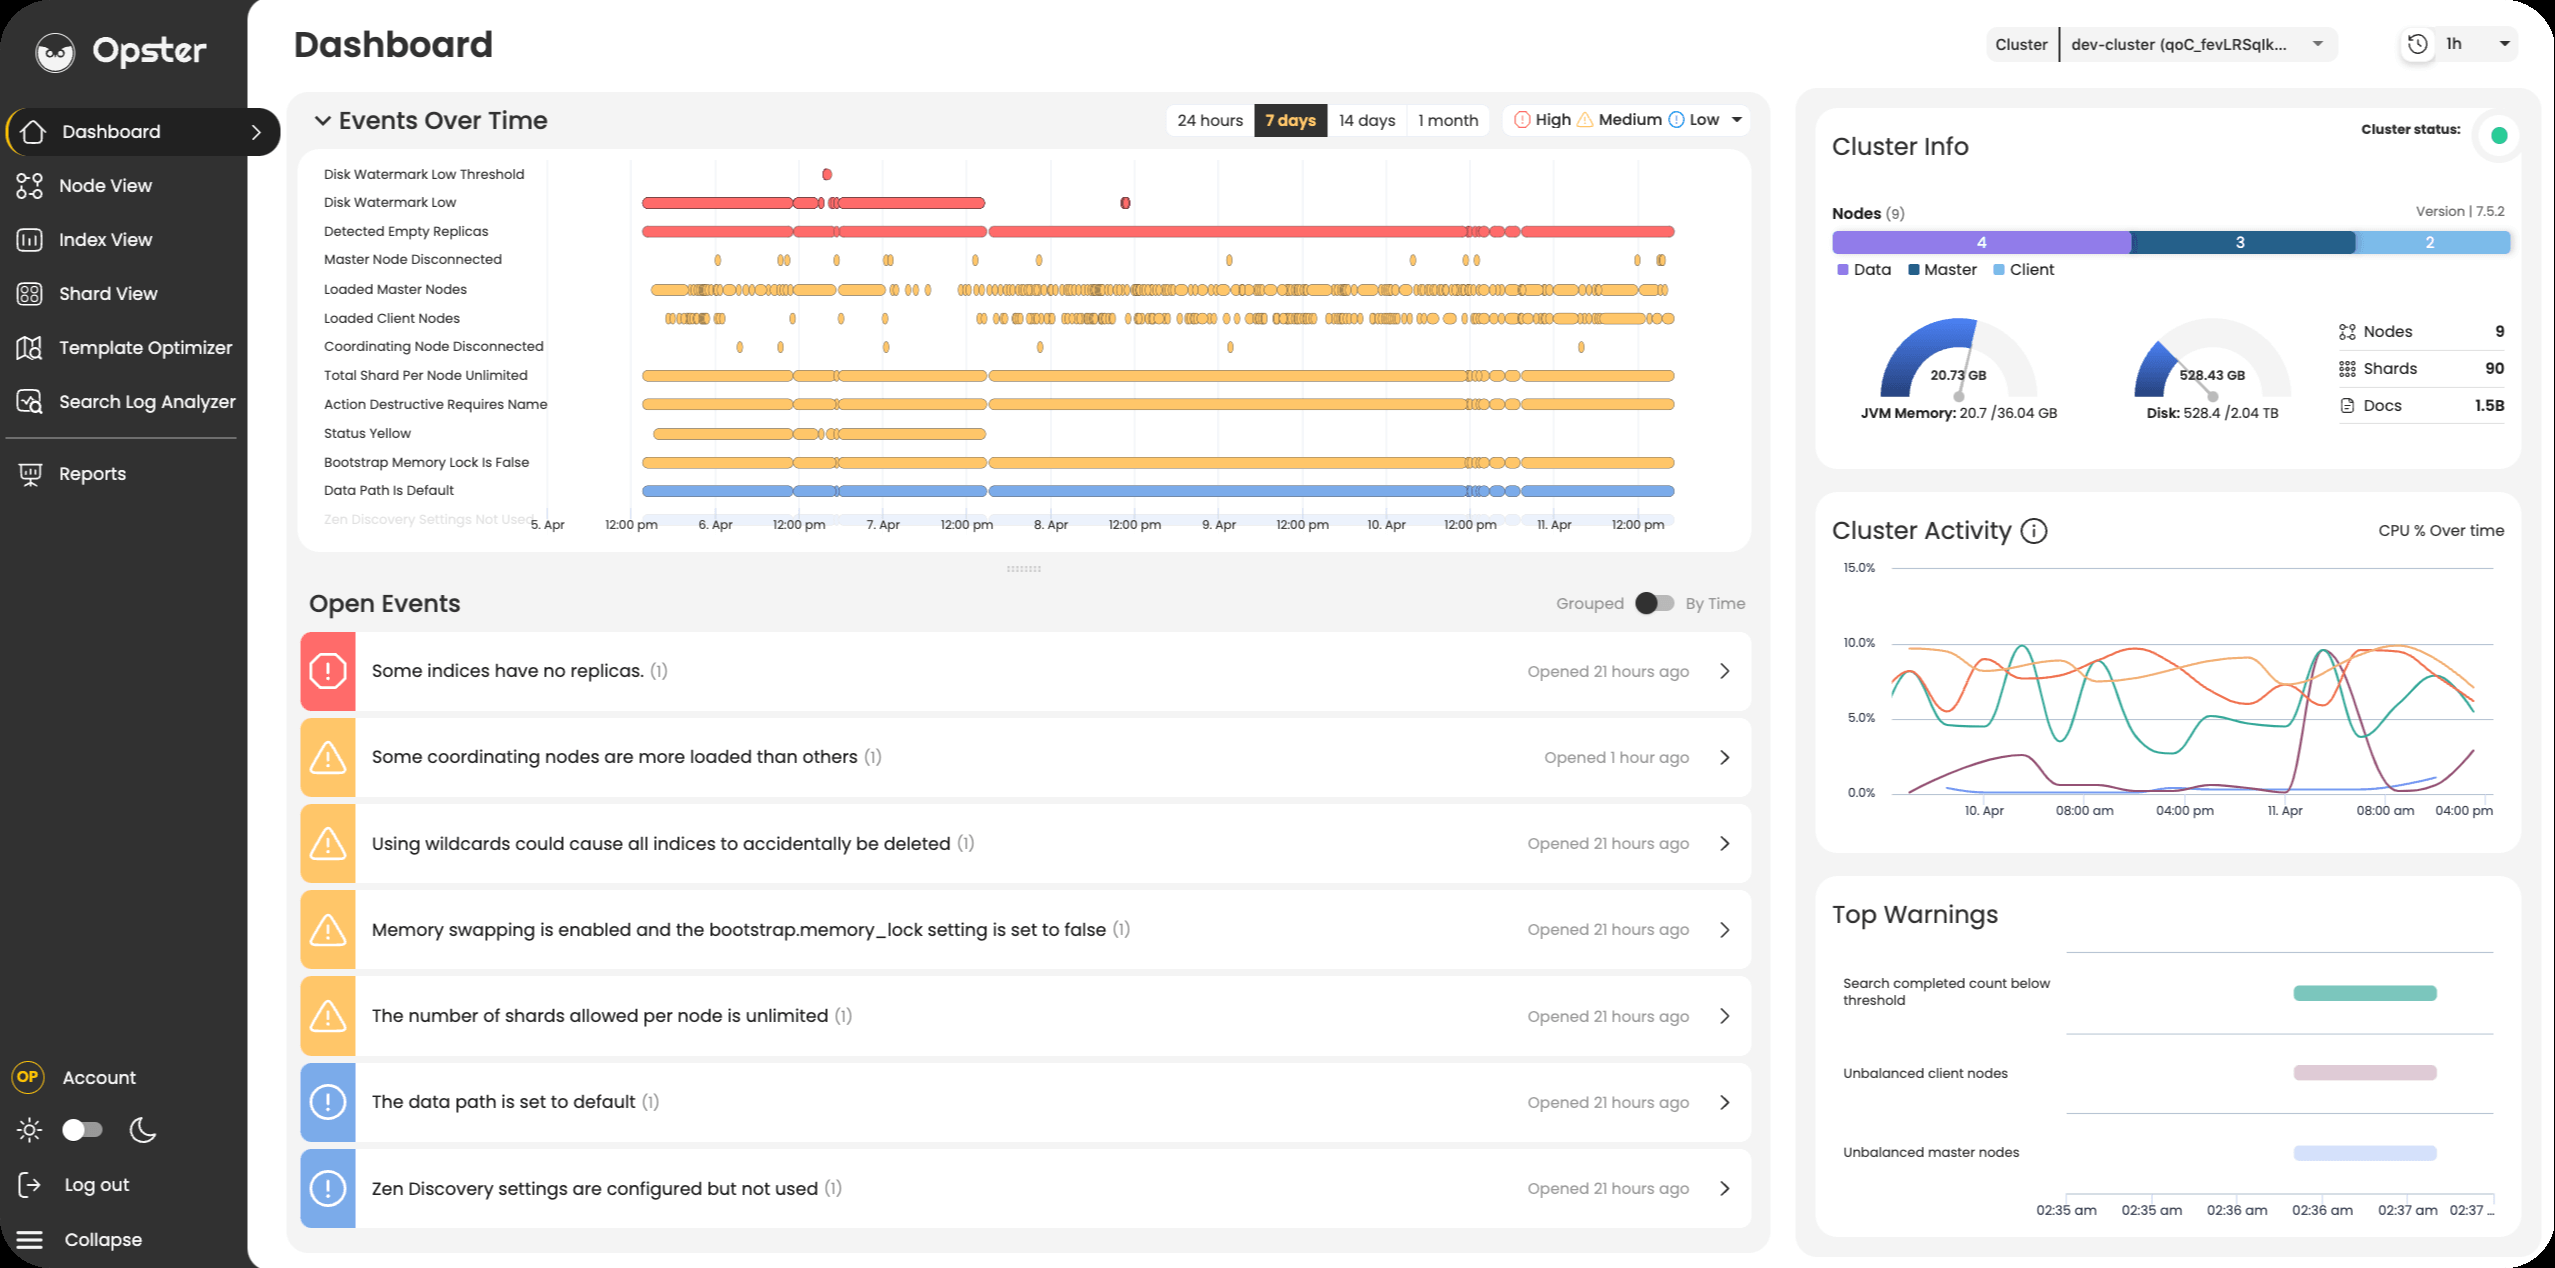 Opster
Dashboard
Node View
Index View
Shard View
Template Optimizer
Search Log Analyzer
Reports
OP Account
Log out
Collapse
Dashboard
Cluster dev-cluster (qoC_fevLRSqlk...
1h
Events Over Time
24 hours 7 days 14 days 1 month
High Medium Low
Disk Watermark Low Threshold
Disk Watermark Low
Detected Empty Replicas
Master Node Disconnected
Loaded Master Nodes
Loaded Client Nodes
Coordinating Node Disconnected
Total Shard Per Node Unlimited
Action Destructive Requires Name
Status Yellow
Bootstrap Memory Lock Is False
Data Path Is Default
Zen Discovery Settings Not Used
5. Apr 12:00 pm 6. Apr 12:00 pm 7. Apr 12:00 pm 8. Apr 12:00 pm 9. Apr 12:00 pm 10. Apr 12:00 pm 11. Apr 12:00 pm
Open Events
Grouped By Time
Some indices have no replicas. (1) Opened 21 hours ago
Some coordinating nodes are more loaded than others (1) Opened 1 hour ago
Using wildcards could cause all indices to accidentally be deleted (1) Opened 21 hours ago
Memory swapping is enabled and the bootstrap.memory_lock setting is set to false (1) Opened 21 hours ago
The number of shards allowed per node is unlimited (1) Opened 21 hours ago
The data path is set to default (1) Opened 21 hours ago
Zen Discovery settings are configured but not used (1) Opened 21 hours ago
Cluster Info
Cluster status:
Nodes (9) Version | 7.5.2
4 3 2
Data Master Client
20.73 GB
JVM Memory: 20.7 /36.04 GB
528.43 GB
Disk: 528.4 /2.04 TB
Nodes 9
Shards 90
Docs 1.5B
Cluster Activity
CPU % Over time
15.0%
10.0%
5.0%
0.0%
10. Apr 08:00 am 04:00 pm 11. Apr 08:00 am 04:00 pm
Top Warnings
Search completed count below
threshold
Unbalanced client nodes
Unbalanced master nodes
02:35 am 02:35 am 02:36 am 02:36 am 02:37 am 02:37 ...